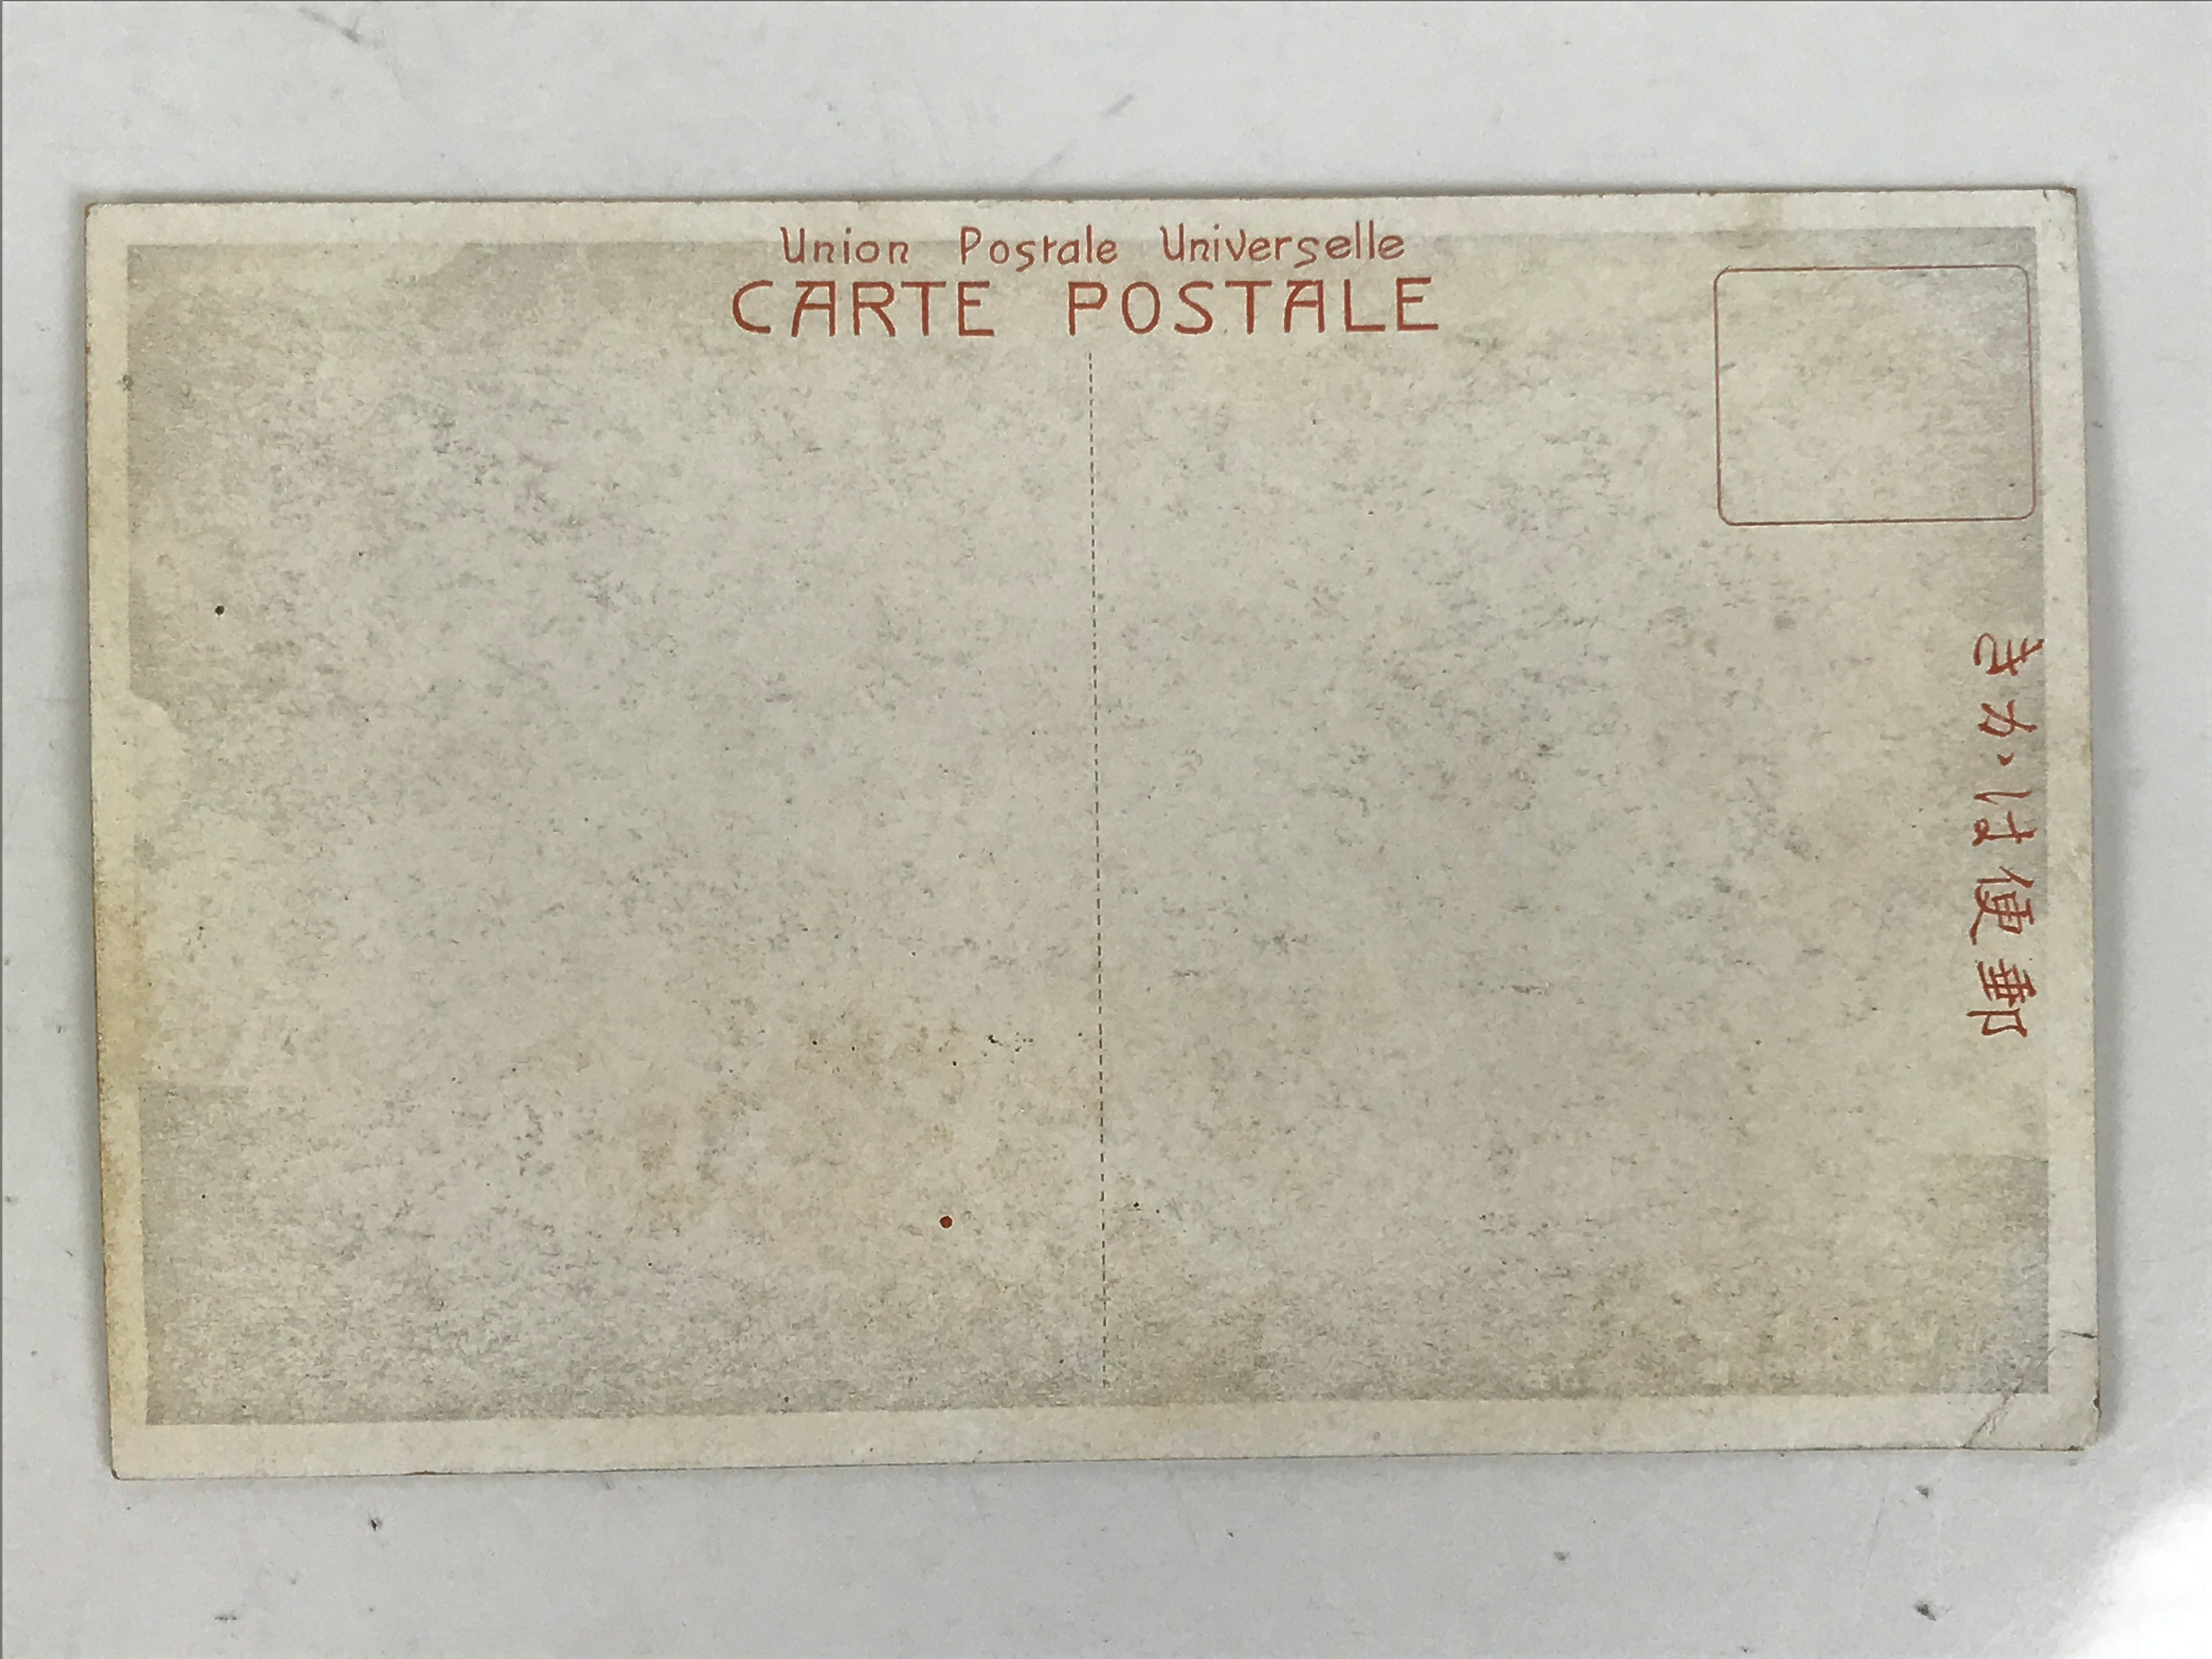 Union Postale Universelle
CARTE POSTALE
郵便はかき